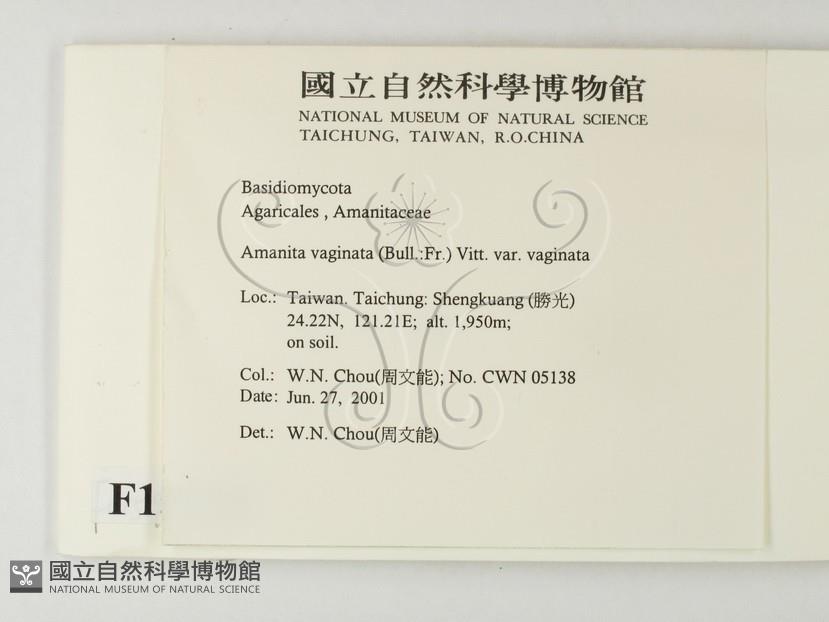 國立自然科學博物館
NATIONAL MUSEUM OF NATURAL SCIENCE
TAICHUNG, TAIWAN, R.O.CHINA
Basidiomycota
Agaricales , Amanitaceae
Amanita vaginata (Bull.:Fr.) Vitt. var. vaginata
Loc.: Taiwan. Taichung: Shengkuang (勝光)
24.22N, 121.21E; alt. 1,950m;
on soil.
Col.: W.N. Chou(周文能); No. CWN 05138
Date: Jun. 27, 2001
Det.: W.N. Chou(周文能)
F1
國立自然科學博物館
NATIONAL MUSEUM OF NATURAL SCIENCE